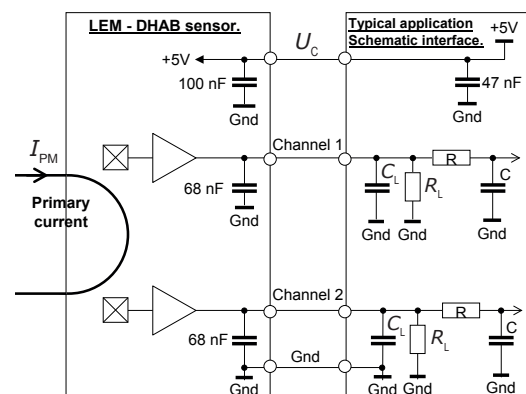 LEM - DHAB sensor.
Typical application
Schematic interface.
U_C
+5V
+5V
100 nF
47 nF
Gnd
Gnd
Channel 1
I_PM
Primary
current
68 nF
C_L
R_L
R
C
Gnd
Gnd
Gnd
Gnd
Channel 2
68 nF
C_L
R_L
R
C
Gnd
Gnd
Gnd
Gnd
Gnd